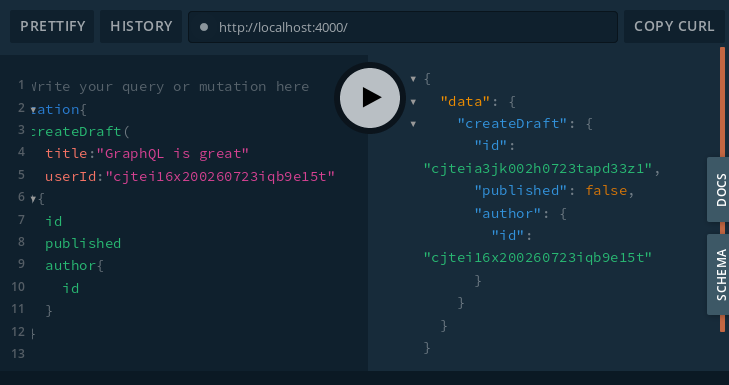 PRETTIFY HISTORY http://localhost:4000/ COPY CURL
1 Write your query or mutation here
2 ation{
3 createDraft(
4 title:"GraphQL is great"
5 userId:"cjtei16x200260723iqb9e15t"
6 {
7 id
8 published
9 author{
10 id
11 }
12 }
13
{
"data": {
"createDraft": {
"id":
"cjteia3jk002h0723tapd33z1",
"published": false,
"author": {
"id":
"cjtei16x200260723iqb9e15t"
}
}
}
}
DOCS
SCHEMA